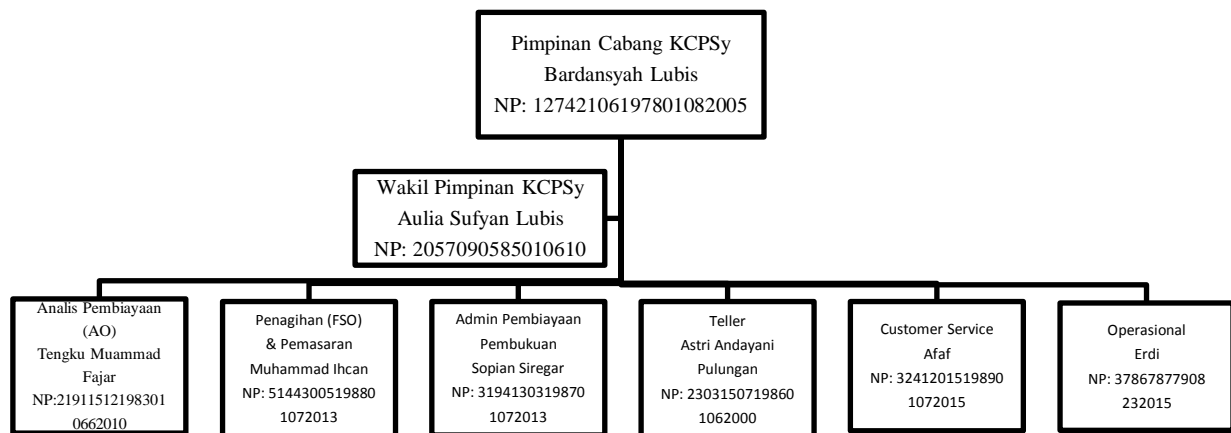 Pimpinan Cabang KCPSy
Bardansyah Lubis
NP: 12742106197801082005
Wakil Pimpinan KCPSy
Aulia Sufyan Lubis
NP: 2057090585010610
Analis Pembiayaan
(AO)
Tengku Muammad
Fajar
NP:21911512198301
0662010
Penagihan (FSO)
& Pemasaran
Muhammad Ihcan
NP: 5144300519880
1072013
Admin Pembiayaan
Pembukuan
Sopian Siregar
NP: 3194130319870
1072013
Teller
Astri Andayani
Pulungan
NP: 2303150719860
1062000
Customer Service
Afaf
NP: 3241201519890
1072015
Operasional
Erdi
NP: 37867877908
232015